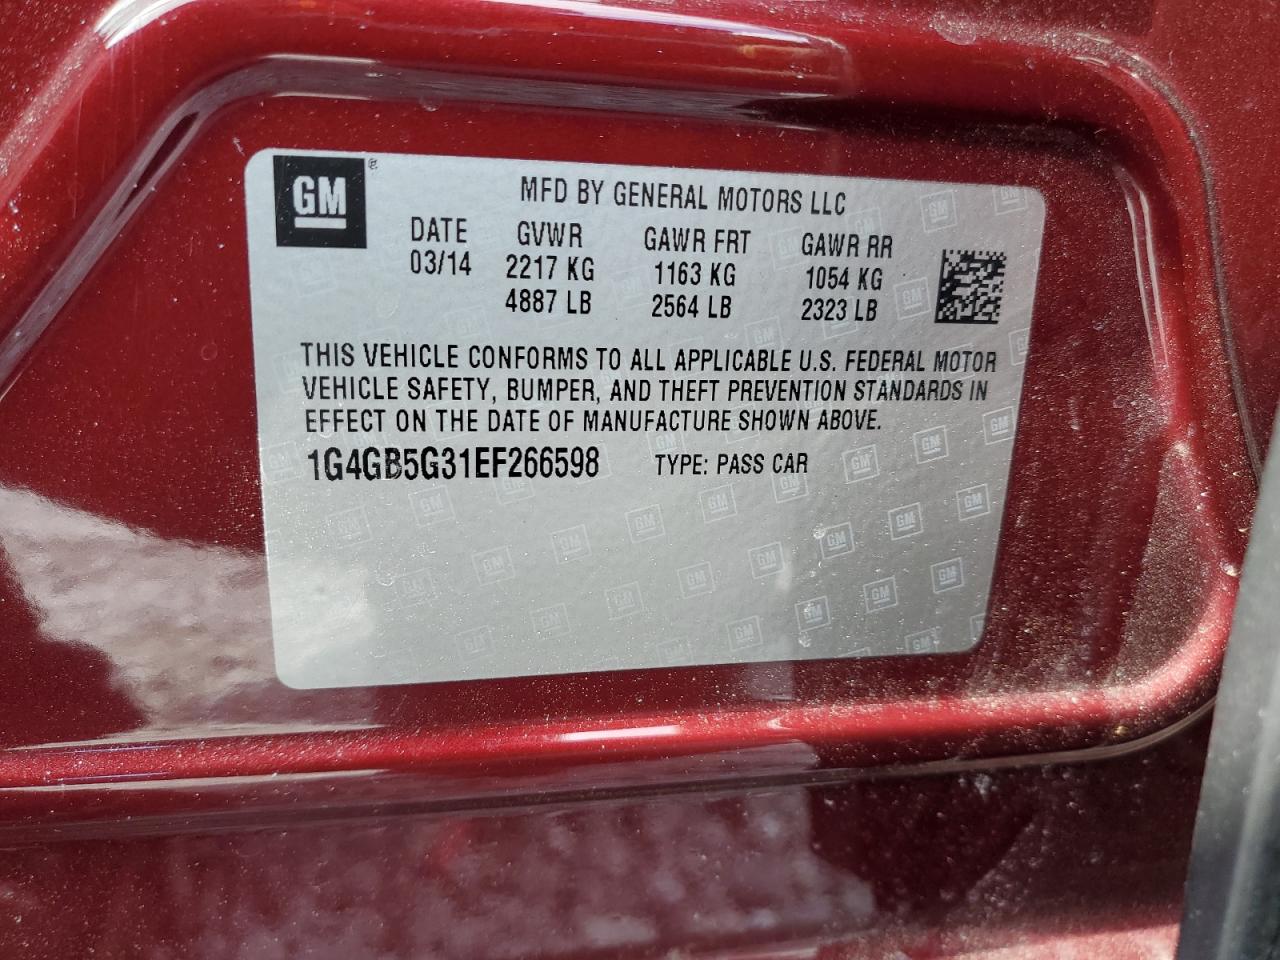 GM®
MFD BY GENERAL MOTORS LLC
DATE GVWR GAWR FRT GAWR RR
03/14 2217 KG 1163 KG 1054 KG
4887 LB 2564 LB 2323 LB
THIS VEHICLE CONFORMS TO ALL APPLICABLE U.S. FEDERAL MOTOR
VEHICLE SAFETY, BUMPER, AND THEFT PREVENTION STANDARDS IN
EFFECT ON THE DATE OF MANUFACTURE SHOWN ABOVE.
1G4GB5G31EF266598 TYPE: PASS CAR